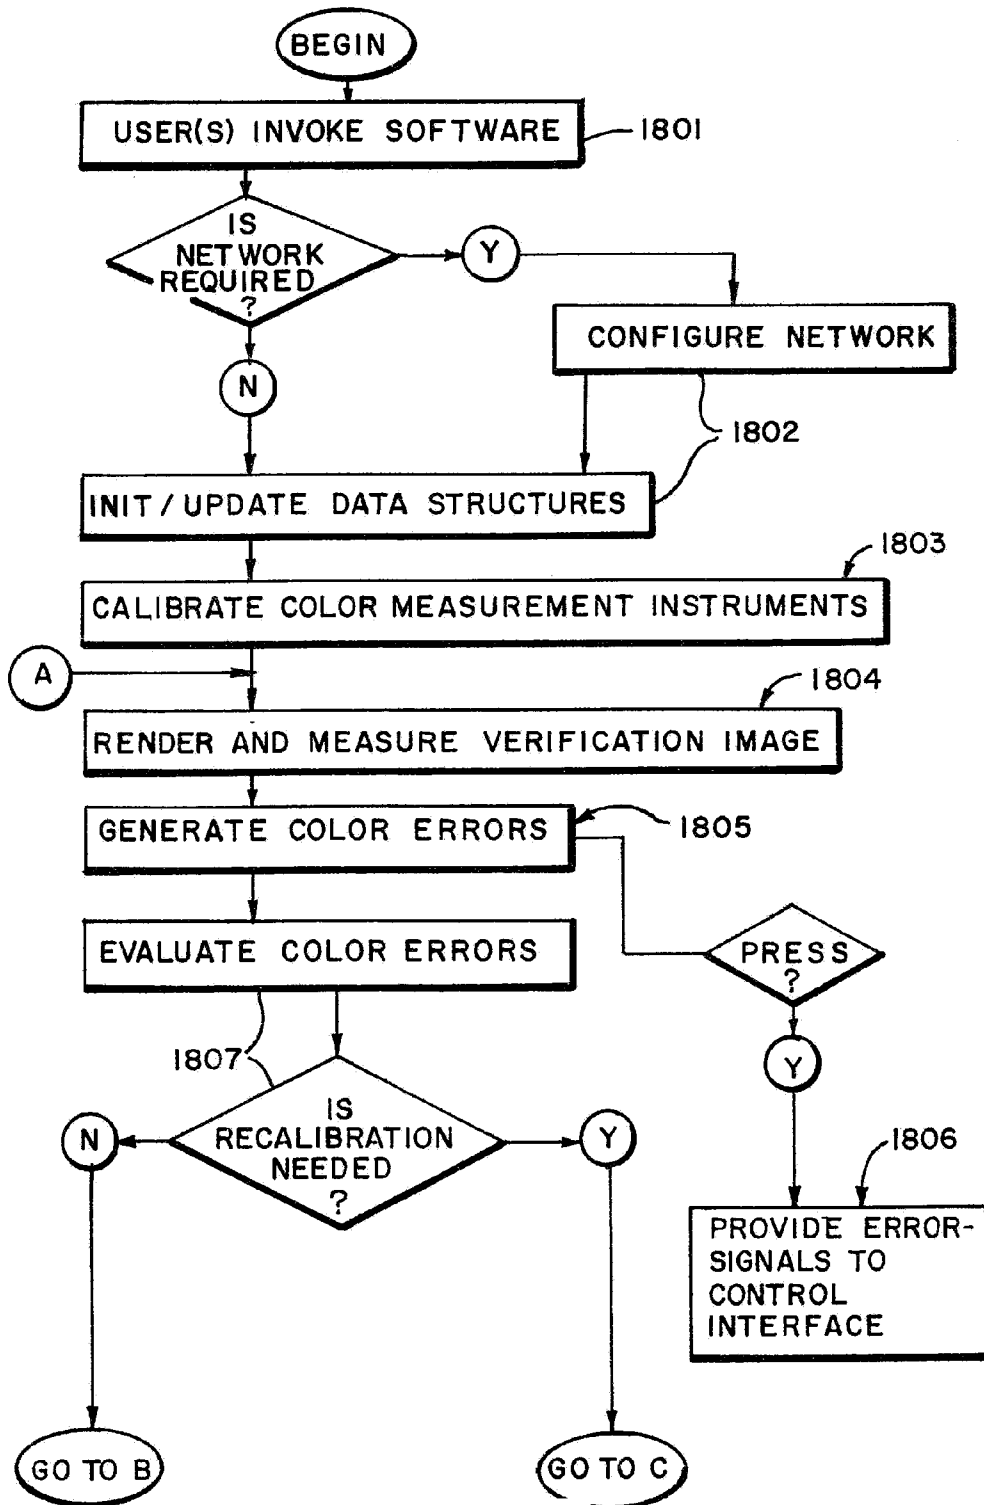 BEGIN
USER(S) INVOKE SOFTWARE
1801
IS
NETWORK
REQUIRED
?
Y
CONFIGURE NETWORK
N
1802
INIT / UPDATE DATA STRUCTURES
1803
CALIBRATE COLOR MEASUREMENT INSTRUMENTS
A
1804
RENDER AND MEASURE VERIFICATION IMAGE
GENERATE COLOR ERRORS
1805
EVALUATE COLOR ERRORS
PRESS
?
1807
Y
IS
RECALIBRATION
NEEDED
?
N
Y
1806
PROVIDE ERROR-
SIGNALS TO
CONTROL
INTERFACE
GO TO B
GO TO C